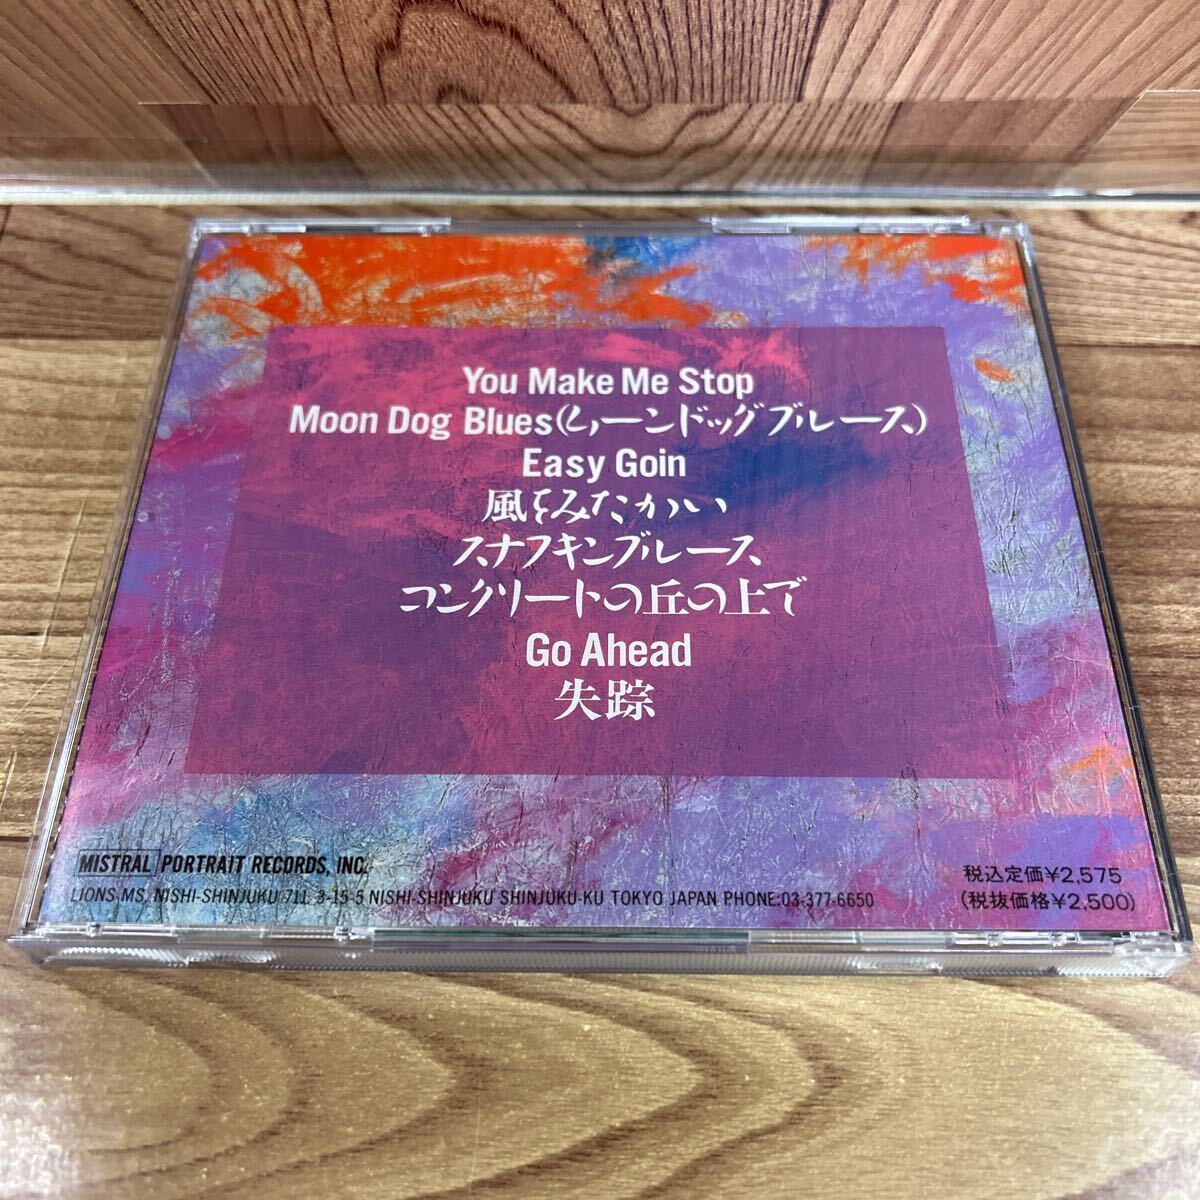 You Make Me Stop
Moon Dog Blues(ムーンドッグブルース)
Easy Goin
風をみたかい
スナフキンブルース
コンクリートの丘の上で
Go Ahead
失踪
MISTRAL PORTRAIT RECORDS, INC.
LIONS MS, NISHI-SHINJUKU 711, 3-15-5 NISHI-SHINJUKU SHINJUKU-KU TOKYO JAPAN PHONE:03-377-6650
税込定価¥2,575
(税抜価格¥2,500)